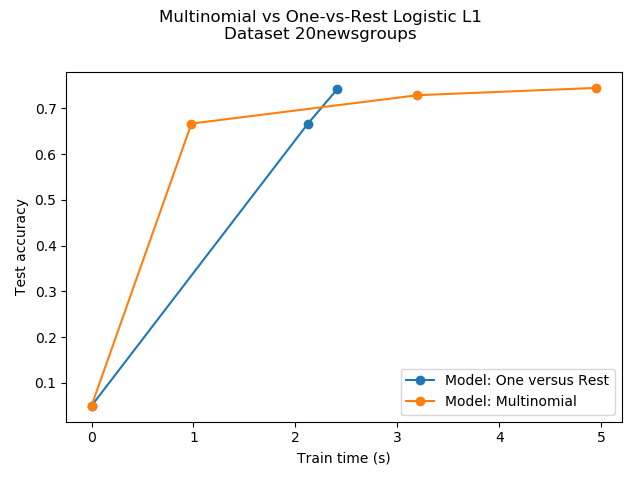 Multinomial vs One-vs-Rest Logistic L1
Dataset 20newsgroups
0.7
0.6
0.5
0.4
0.3
0.2
0.1
Test accuracy
Model: One versus Rest
Model: Multinomial
0 1 2 3 4 5
Train time (s)